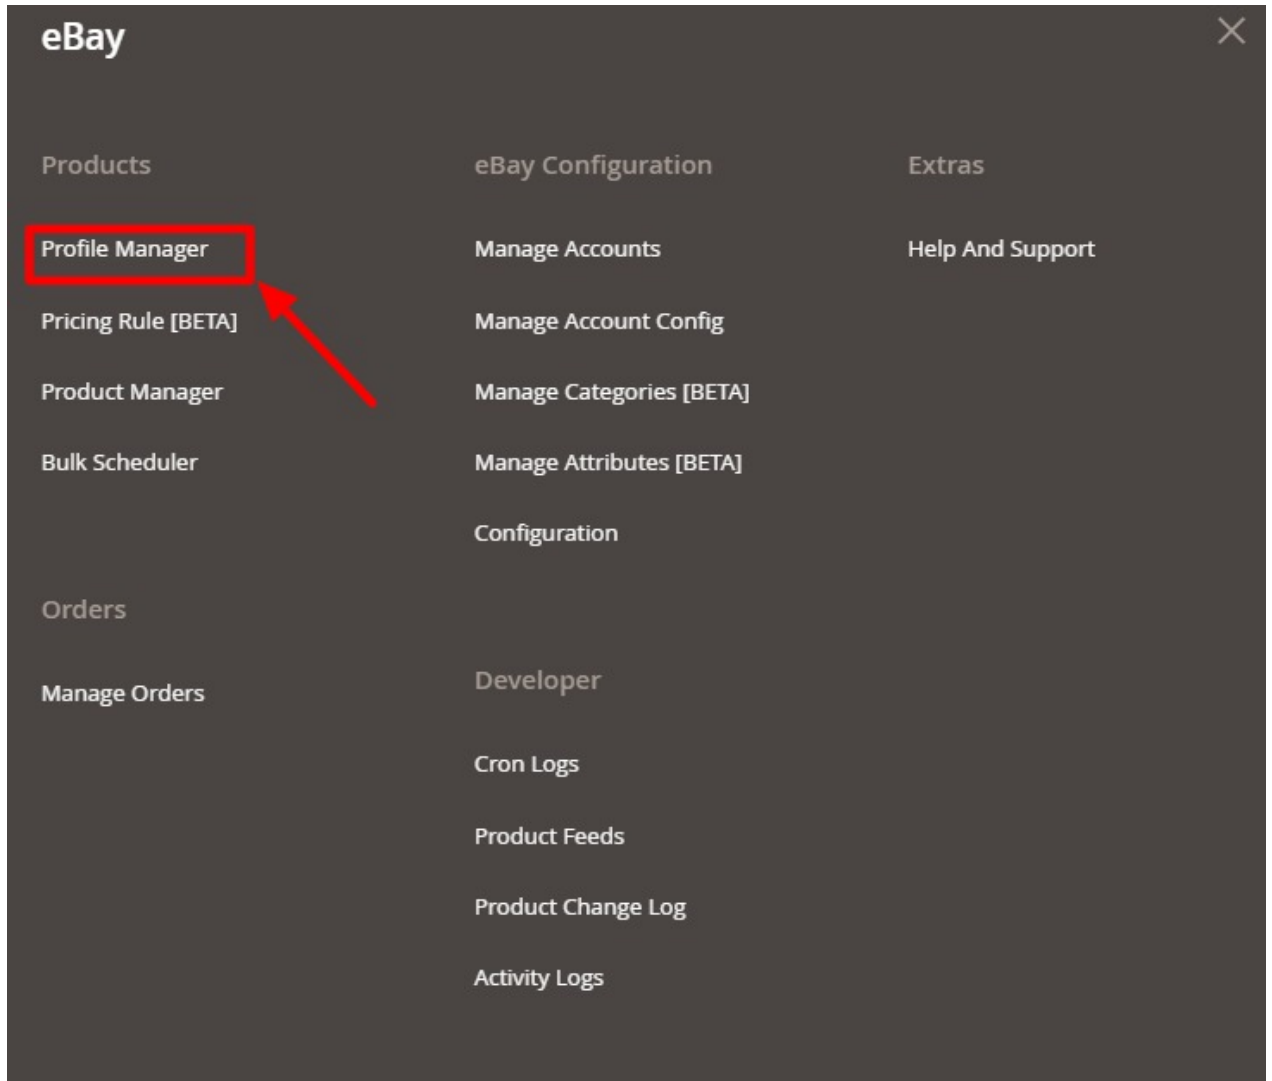 eBay
Products
Profile Manager
Pricing Rule [BETA]
Product Manager
Bulk Scheduler
Orders
Manage Orders
eBay Configuration
Manage Accounts
Manage Account Config
Manage Categories [BETA]
Manage Attributes [BETA]
Configuration
Developer
Cron Logs
Product Feeds
Product Change Log
Activity Logs
Extras
Help And Support